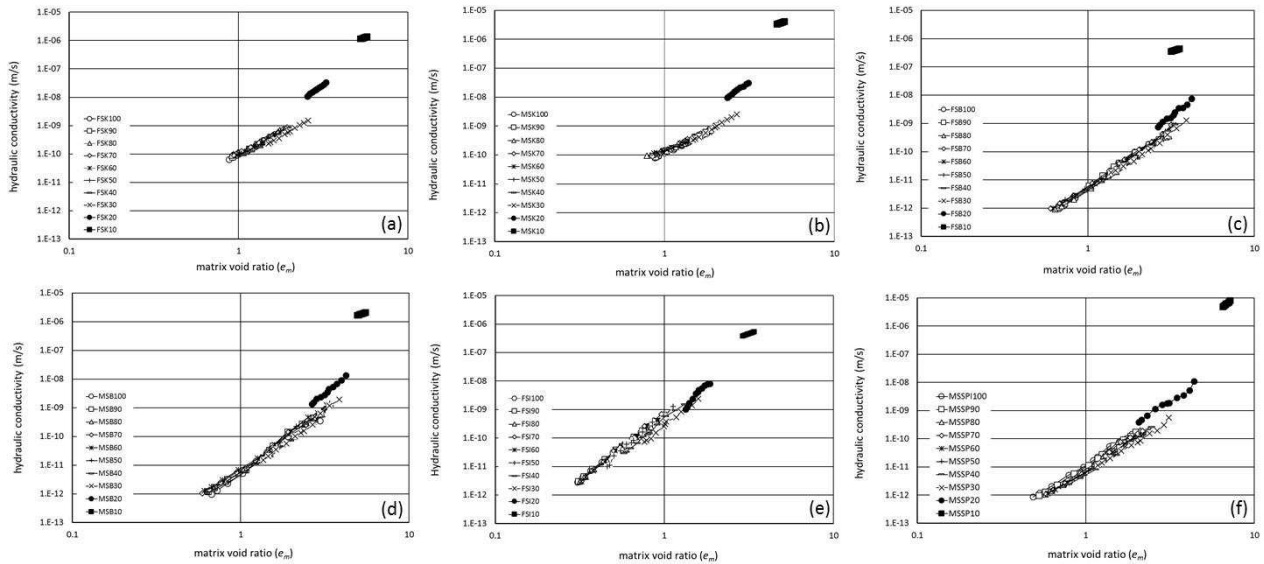 hydraulic conductivity (m/s)
1.E-05
1.E-06
1.E-07
1.E-08
1.E-09
1.E-10
1.E-11
1.E-12
1.E-13
FSK100
FSK90
FSK80
FSK70
FSK60
FSK50
FSK40
FSK30
FSK20
FSK10
(a)
0.1
1
10
matrix void ratio (em)
hydraulic conductivity (m/s)
1.E-05
1.E-06
1.E-07
1.E-08
1.E-09
1.E-10
1.E-11
1.E-12
1.E-13
MSK100
MSK90
MSK80
MSK70
MSK60
MSK50
MSK40
MSK30
MSK20
MSK10
(b)
0.1
1
10
matrix void ratio (em)
hydraulic conductivity (m/s)
1.E-05
1.E-06
1.E-07
1.E-08
1.E-09
1.E-10
1.E-11
1.E-12
1.E-13
FSB100
FSB90
FSB80
FSB70
FSB60
FSB50
FSB40
FSB30
FSB20
FSB10
(c)
0.1
1
10
matrix void ratio (em)
hydraulic conductivity (m/s)
1.E-05
1.E-06
1.E-07
1.E-08
1.E-09
1.E-10
1.E-11
1.E-12
1.E-13
MSB100
MSB90
MSB80
MSB70
MSB60
MSB50
MSB40
MSB30
MSB20
MSB10
(d)
0.1
1
10
matrix void ratio (em)
Hydraulic conductivity (m/s)
1.E-05
1.E-06
1.E-07
1.E-08
1.E-09
1.E-10
1.E-11
1.E-12
1.E-13
FSI100
FSI90
FSI80
FSI70
FSI60
FSI50
FSI40
FSI30
FSI20
FSI10
(e)
0.1
1
10
matrix void ratio (em)
hydraulic conductivity (m/s)
1.E-05
1.E-06
1.E-07
1.E-08
1.E-09
1.E-10
1.E-11
1.E-12
1.E-13
MSSPI100
MSSP90
MSSP80
MSSP70
MSSP60
MSSP50
MSSP40
MSSP30
MSSP20
MSSP10
(f)
0.1
1
10
matrix void ratio (em)